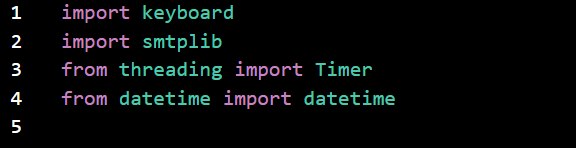 1 import keyboard
2 import smtplib
3 from threading import Timer
4 from datetime import datetime
5